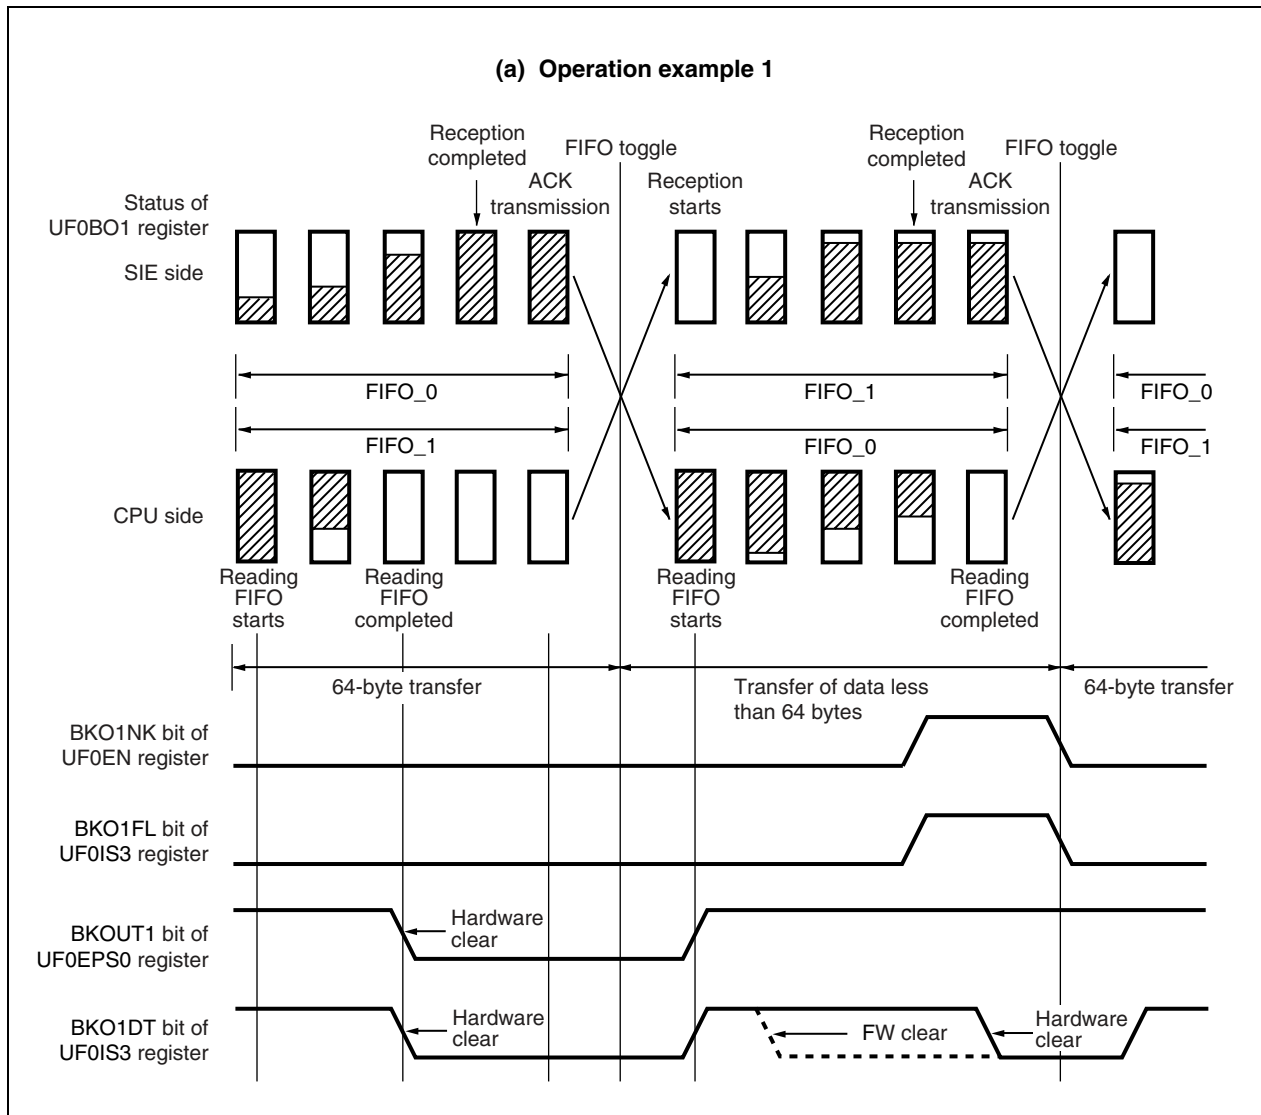 (a) Operation example 1
Reception
completed
FIFO toggle
Reception
completed
FIFO toggle
ACK
transmission
Reception
starts
ACK
transmission
Status of
UF0BO1 register
SIE side
FIFO_0
FIFO_1
FIFO_0
FIFO_1
FIFO_0
FIFO_1
CPU side
Reading
FIFO
starts
Reading
FIFO
completed
Reading
FIFO
starts
Reading
FIFO
completed
64-byte transfer
Transfer of data less
than 64 bytes
64-byte transfer
BKO1NK bit of
UF0EN register
BKO1FL bit of
UF0IS3 register
BKOUT1 bit of
UF0EPS0 register
Hardware
clear
BKO1DT bit of
UF0IS3 register
Hardware
clear
FW clear
Hardware
clear